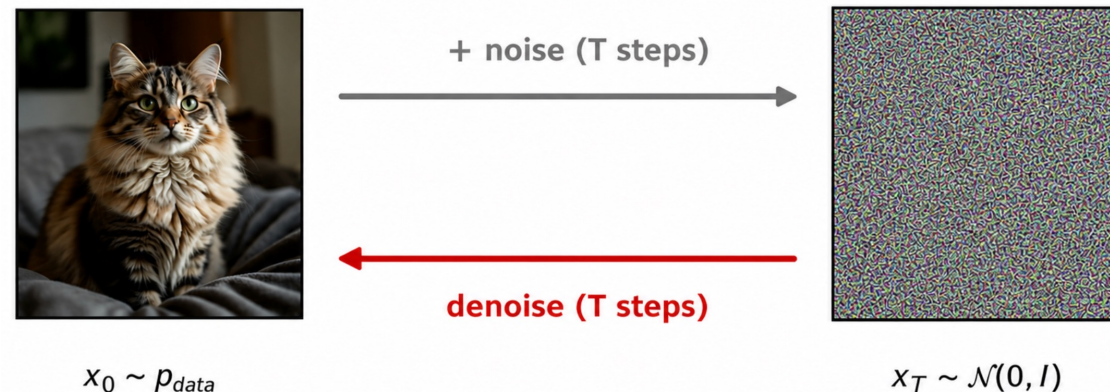 + noise (T steps)
denoise (T steps)
x₀ ~ p_data
x_T ~ 𝒩(0, I)